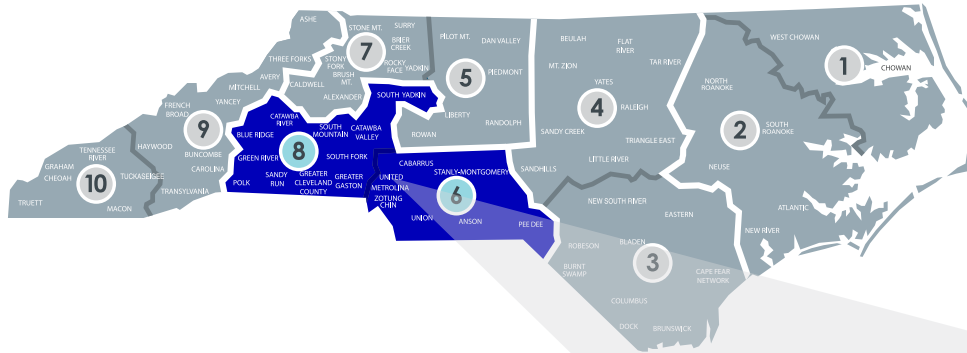 ASHE
STONE MT.
SURRY
BRIER
CREEK
7
THREE FORKS
STONY
FORK
BRUSH
MT.
ROCKY
FACE
YADKIN
AVERY
CALDWELL
ALEXANDER
MITCHELL
YANCEY
FRENCH
BROAD
9
HAYWOOD
BUNCOMBE
CAROLINA
TRANSYLVANIA
TENNESSEE
RIVER
GRAHAM
CHEOAH
10
TUCKASEIGEE
TRUETT
MACON
PILOT MT.
DAN VALLEY
5
PIEDMONT
LIBERTY
RANDOLPH
ROWAN
SOUTH YADKIN
CATAWBA
RIVER
BLUE RIDGE
SOUTH
MOUNTAIN
CATAWBA
VALLEY
8
GREEN RIVER
SOUTH FORK
POLK
SANDY
RUN
GREATER
CLEVELAND
COUNTY
GREATER
GASTON
CABARRUS
UNITED
METROLINA
ZOTUNG
CHIN
STANLY-MONTGOMERY
6
UNION
ANSON
PEE DEE
BEULAH
FLAT
RIVER
MT. ZION
TAR RIVER
YATES
4
RALEIGH
SANDY CREEK
TRIANGLE EAST
LITTLE RIVER
SANDHILLS
NEW SOUTH RIVER
EASTERN
ROBESON
BLADEN
3
BURNT
SWAMP
CAPE FEAR
NETWORK
COLUMBUS
DOCK
BRUNSWICK
WEST CHOWAN
1
CHOWAN
NORTH
ROANOKE
2
SOUTH
ROANOKE
NEUSE
ATLANTIC
NEW RIVER